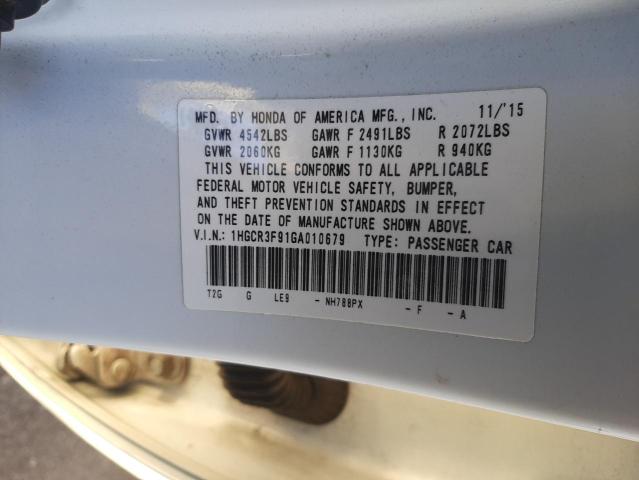 MFD. BY HONDA OF AMERICA MFG., INC. 11/'15
GVWR 4542LBS GAWR F 2491LBS R 2072LBS
GVWR 2060KG GAWR F 1130KG R 940KG
THIS VEHICLE CONFORMS TO ALL APPLICABLE
FEDERAL MOTOR VEHICLE SAFETY, BUMPER,
AND THEFT PREVENTION STANDARDS IN EFFECT
ON THE DATE OF MANUFACTURE SHOWN ABOVE.
V.I.N.: 1HGCR3F91GA010679 TYPE: PASSENGER CAR
T2G G LE9 - NH788PX - F - A